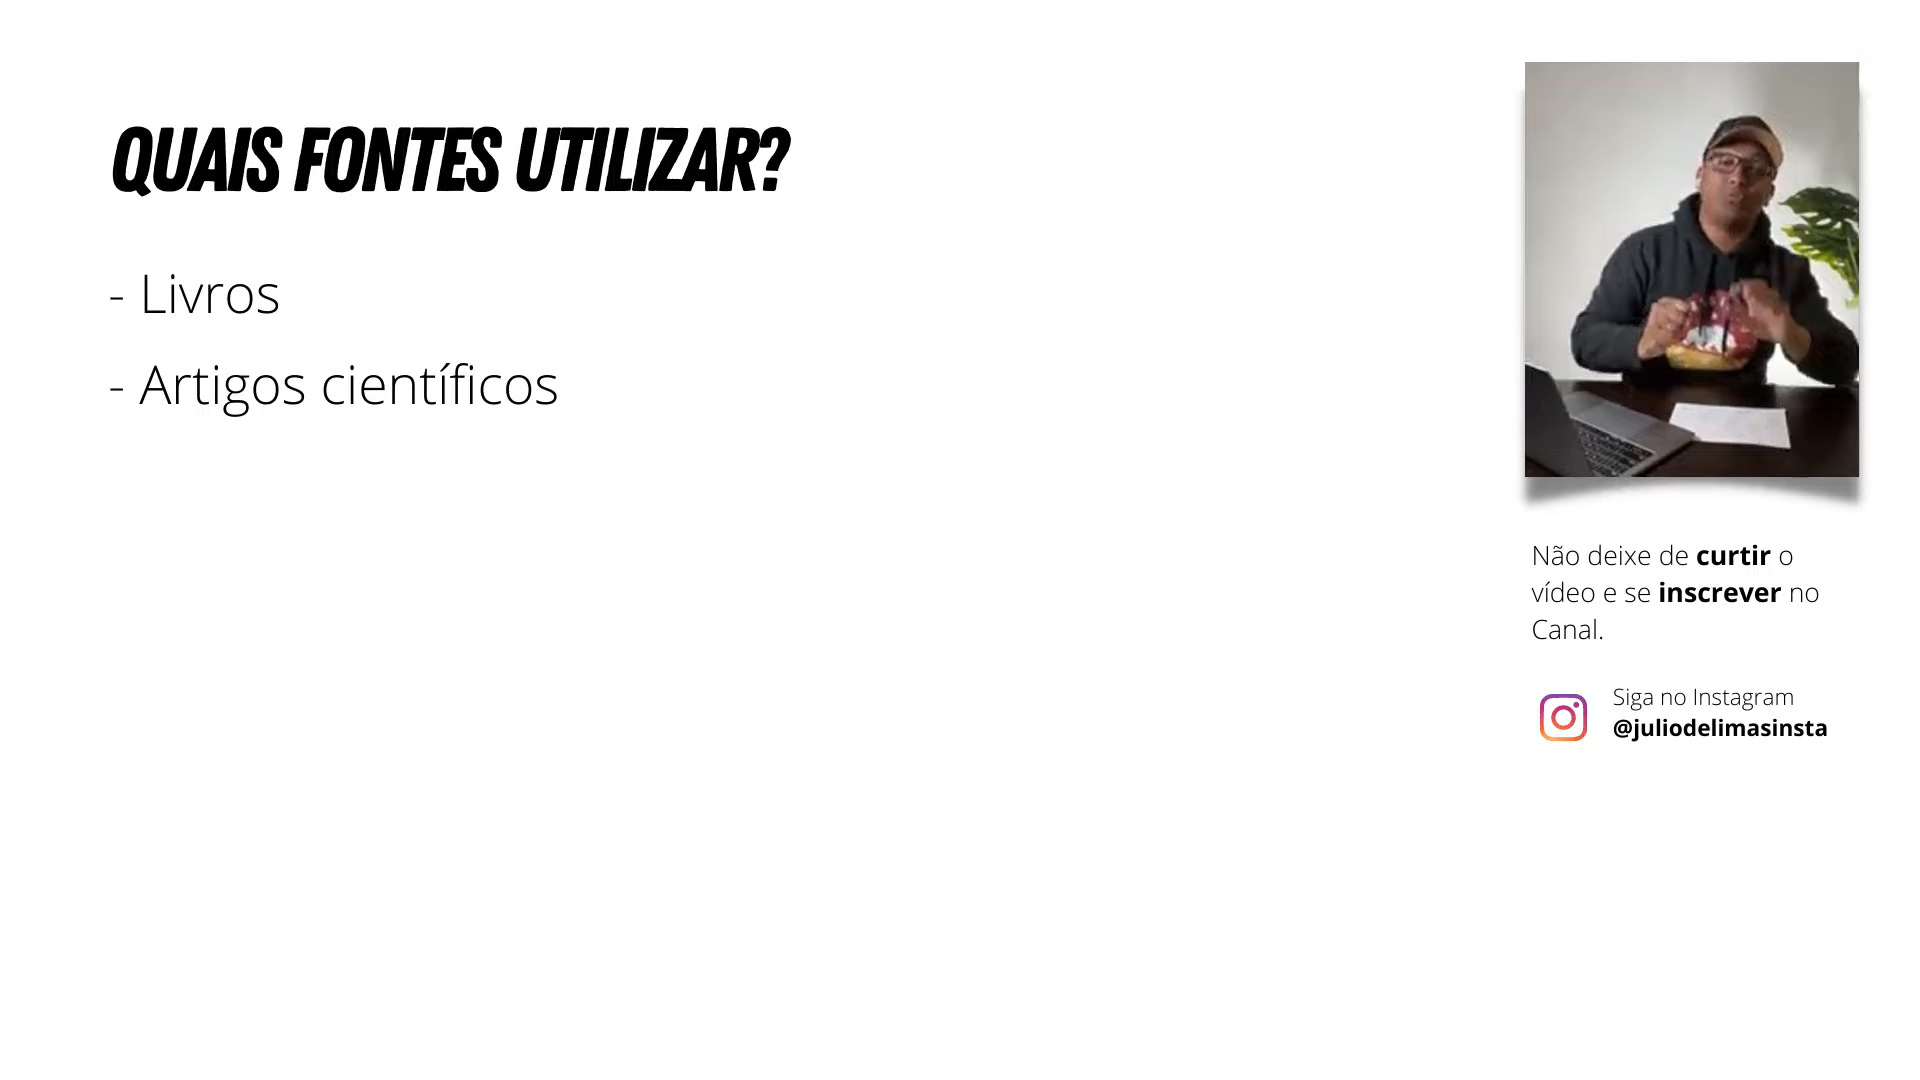 QUAIS FONTES UTILIZAR?
- Livros
- Artigos científicos
Não deixe de curtir o
vídeo e se inscrever no
Canal.
Siga no Instagram
@juliodelimasinsta